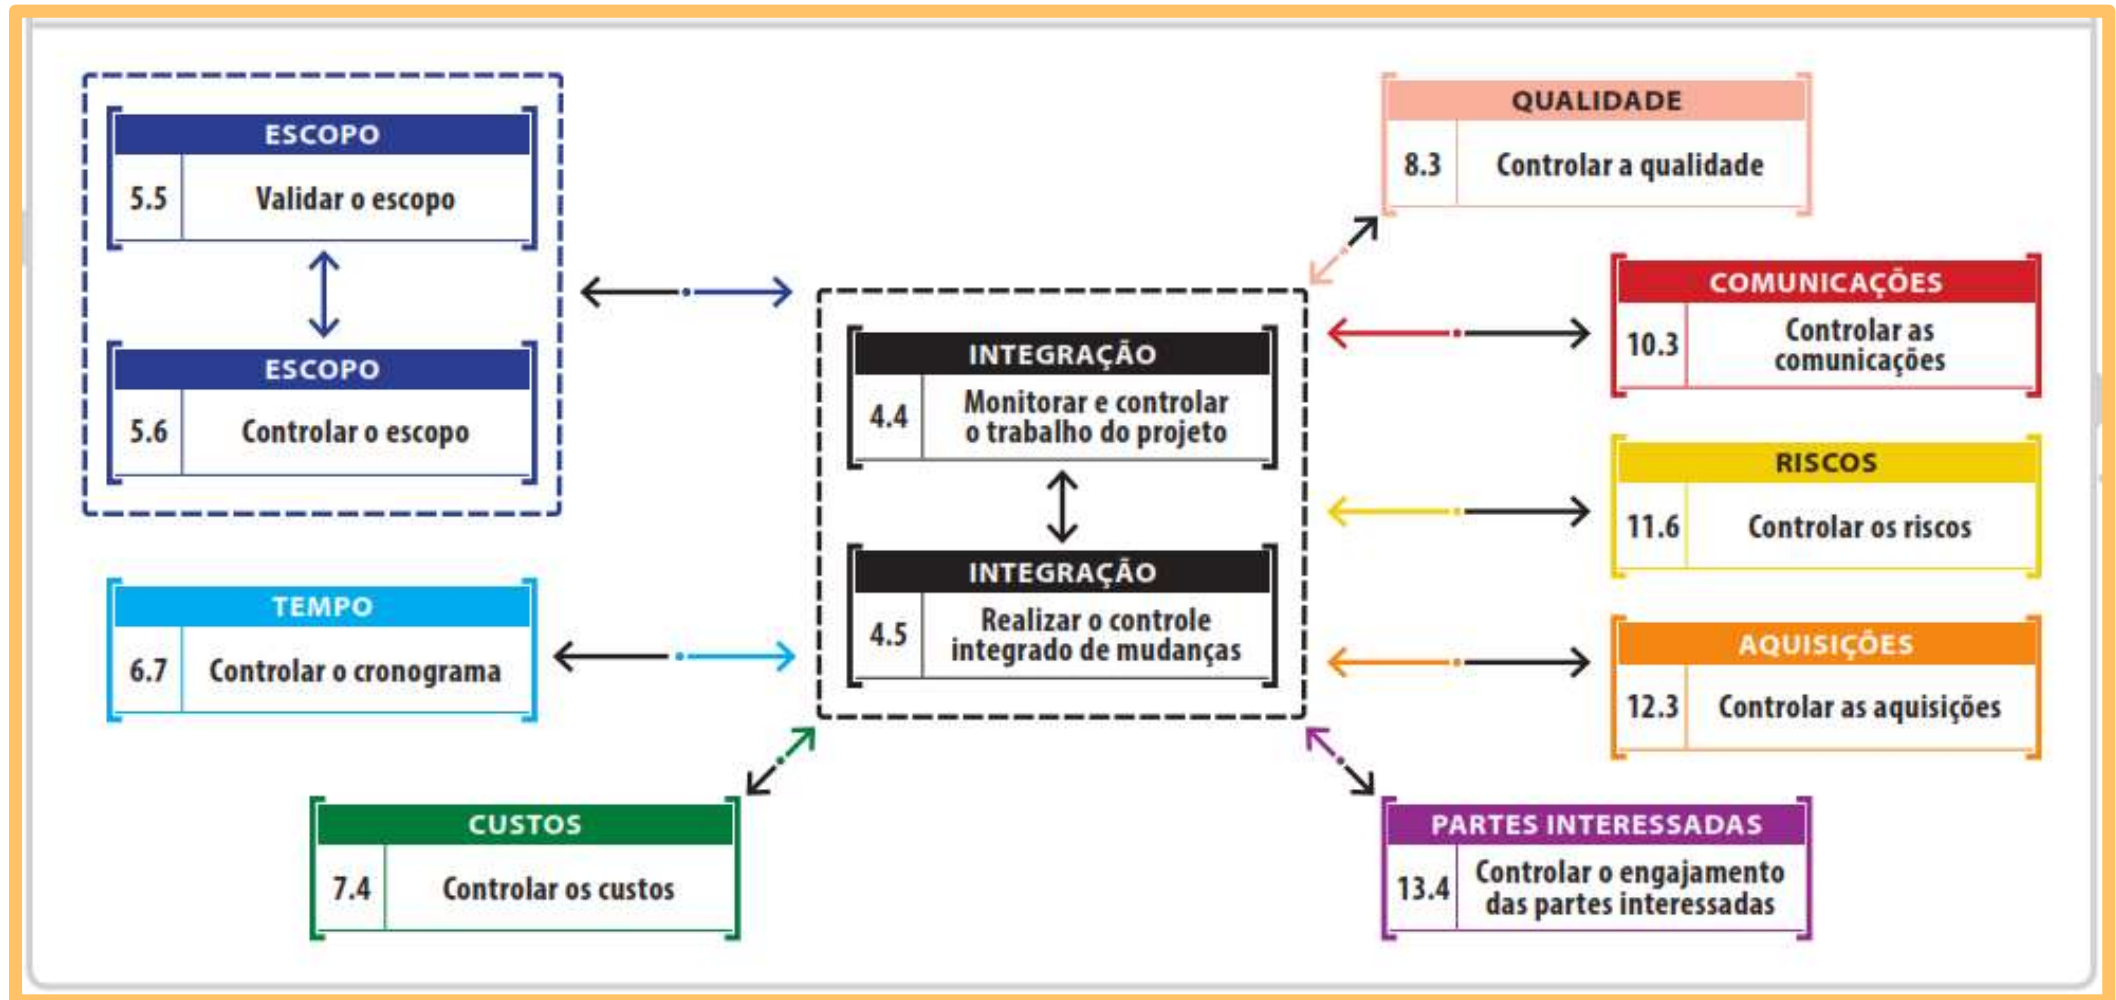 ESCOPO
5.5 Validar o escopo
ESCOPO
5.6 Controlar o escopo
TEMPO
6.7 Controlar o cronograma
CUSTOS
7.4 Controlar os custos
INTEGRAÇÃO
4.4 Monitorar e controlar
o trabalho do projeto
INTEGRAÇÃO
4.5 Realizar o controle
integrado de mudanças
QUALIDADE
8.3 Controlar a qualidade
COMUNICAÇÕES
10.3 Controlar as
comunicações
RISCOS
11.6 Controlar os riscos
AQUISIÇÕES
12.3 Controlar as aquisições
PARTES INTERESSADAS
13.4 Controlar o engajamento
das partes interessadas